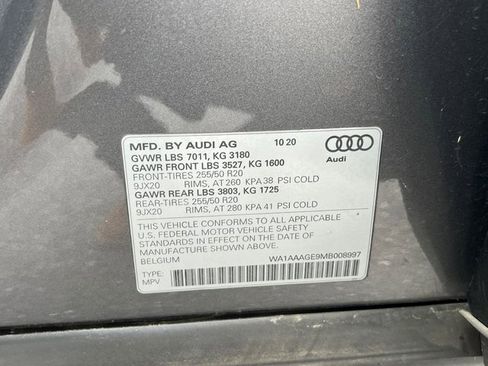 MFD. BY AUDI AG 10 20
GVWR LBS 7011, KG 3180
GAWR FRONT LBS 3527, KG 1600
FRONT-TIRES 255/50 R20
9JX20 RIMS, AT 260 KPA 38 PSI COLD
GAWR REAR LBS 3803, KG 1725
REAR-TIRES 255/50 R20
9JX20 RIMS, AT 280 KPA 41 PSI COLD
Audi
THIS VEHICLE CONFORMS TO ALL APPLICABLE
U.S. FEDERAL MOTOR VEHICLE SAFETY
STANDARDS IN EFFECT ON THE DATE OF
MANUFACTURE SHOWN ABOVE.
BELGIUM
WA1AAAGE9MB008997
TYPE:
MPV